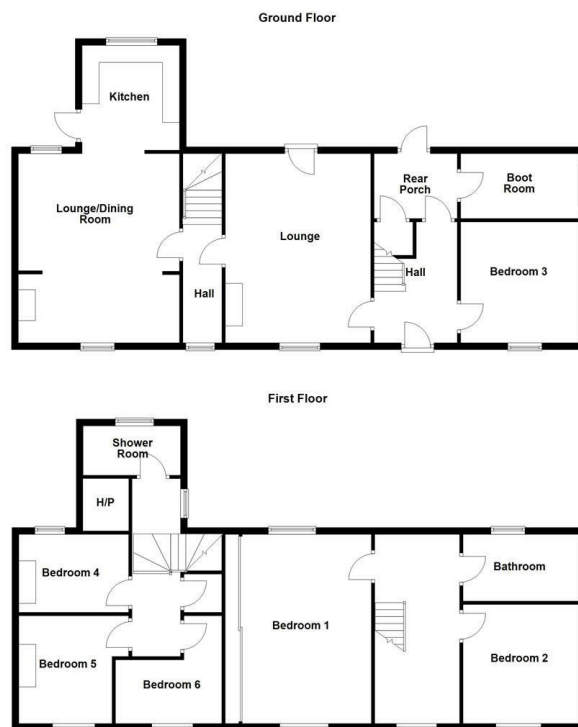 Ground Floor
Kitchen
Lounge/Dining
Room
Hall
Lounge
Rear
Porch
Boot
Room
Hall
Bedroom 3
First Floor
Shower
Room
H/P
Bedroom 4
Bedroom 5
Bedroom 6
Bedroom 1
Bathroom
Bedroom 2